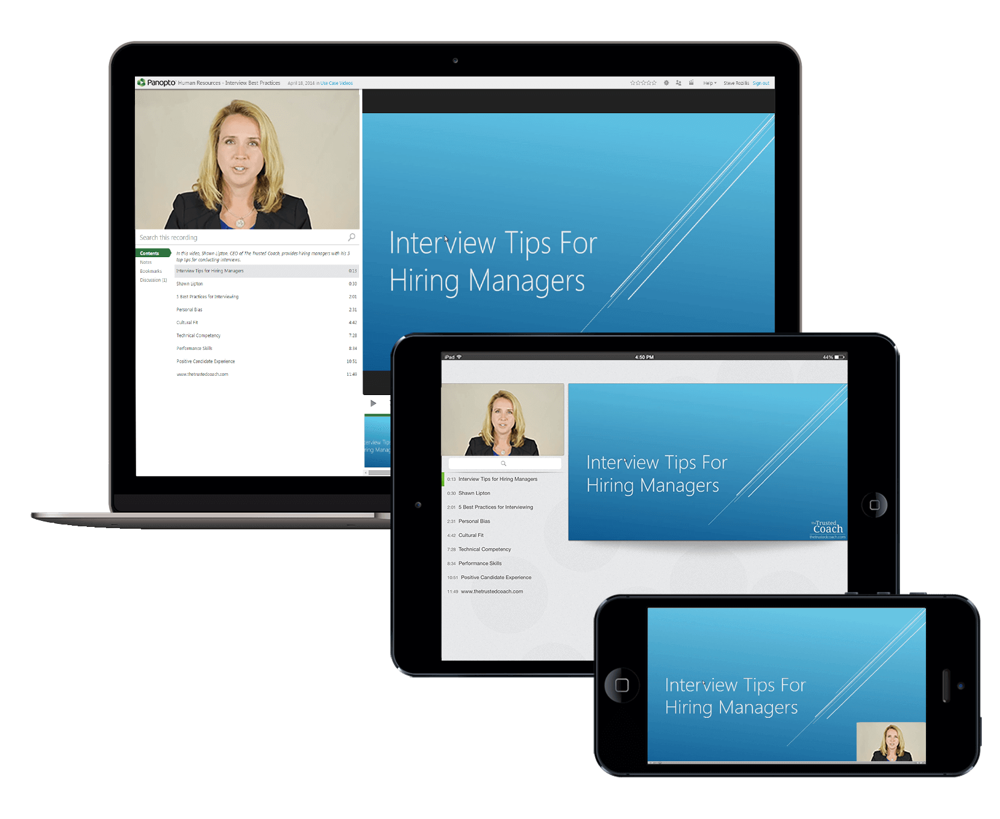 Panopto Human Resources - Interview Best Practices April 18, 2014 in Use Case Videos Help Steve Rozillis Sign out
Search this recording
Contents
Notes
Bookmarks
Discussion (1)
In this video, Shawn Lipton, CEO of The Trusted Coach, provides hiring managers with his 5
top tips for conducting interviews.
Interview Tips for Hiring Managers 0:13
Shawn Lipton 0:30
5 Best Practices for Interviewing 2:01
Personal Bias 2:31
Cultural Fit 4:42
Technical Competency 7:28
Performance Skills 8:34
Positive Candidate Experience 10:51
www.thetrustedcoach.com 11:49
Interview Tips For
Hiring Managers
terview Tips
ring Manag
iPad 4:50 PM 44%
0:13 Interview Tips for Hiring Managers
0:30 Shawn Lipton
2:01 5 Best Practices for Interviewing
2:31 Personal Bias
4:42 Cultural Fit
7:28 Technical Competency
8:34 Performance Skills
10:51 Positive Candidate Experience
11:49 www.thetrustedcoach.com
Interview Tips For
Hiring Managers
The Trusted
Coach
thetrustedcoach.com
Interview Tips For
Hiring Managers